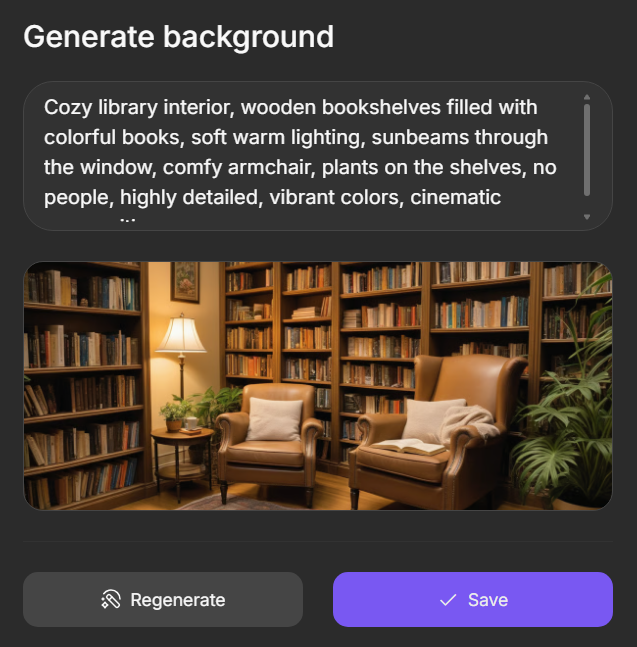 Generate background
Cozy library interior, wooden bookshelves filled with
colorful books, soft warm lighting, sunbeams through
the window, comfy armchair, plants on the shelves, no
people, highly detailed, vibrant colors, cinematic
Regenerate
Save